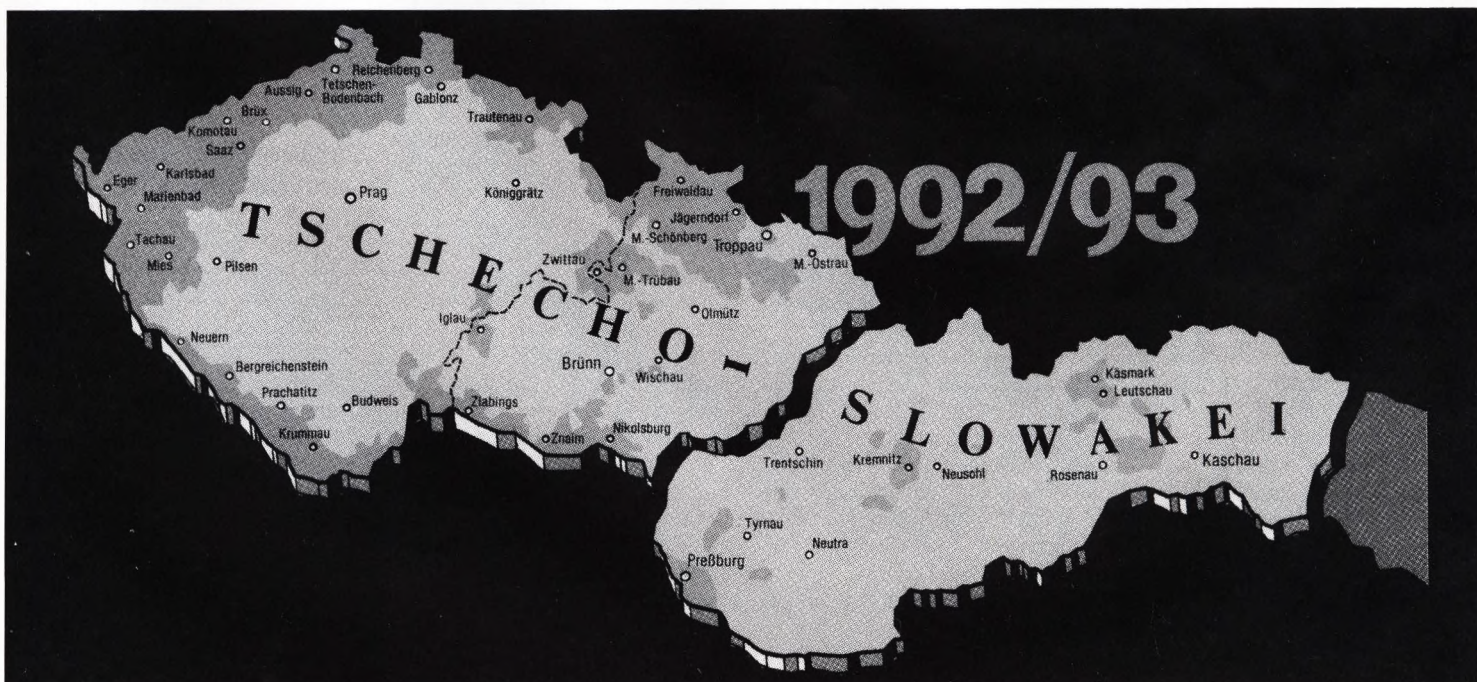 Reichenberg
Tetschen-
Bodenbach
Aussig
Gablonz
Brüx
Komotau
Saaz
Trautenau
Karlsbad
Eger
Marienbad
Prag
Königgrätz
Freiwaldau
1992/93
Jägerndorf
M.-Schönberg
Troppau
Tachau
Mies
Pilsen
TSCHECHOI
Zwittau
M.-Trübau
M.-Ostrau
Iglau
Olmütz
Neuern
Bergreichenstein
Brünn
Wischau
Prachatitz
Budweis
Zlabings
Krummau
Znaim
Nikolsburg
Käsmark
Leutschau
SLOWAKEI
Trentschin
Kremnitz
Neusohl
Rosenau
Kaschau
Tyrnau
Neutra
Preßburg